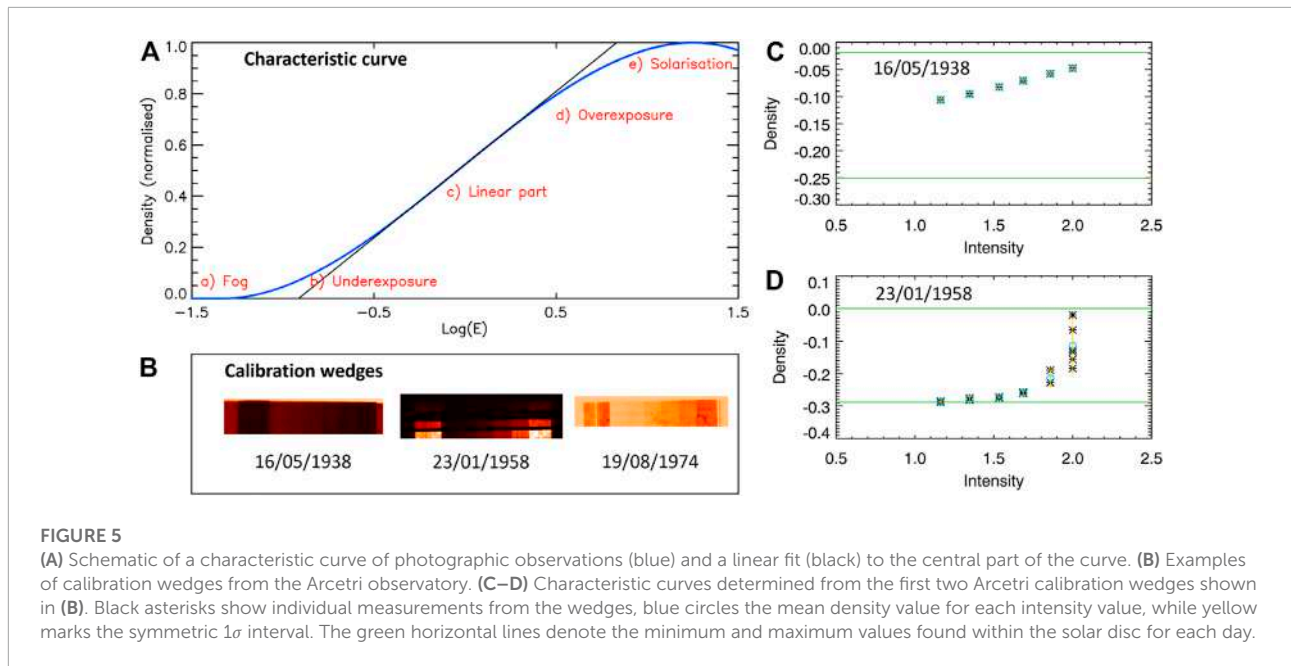 A
Characteristic curve
Density (normalised)
1.0
0.8
0.6
0.4
0.2
0.0
e) Solarisation
d) Overexposure
c) Linear part
a) Fog
b) Underexposure
-1.5
-0.5
0.5
1.5
Log(E)
B
Calibration wedges
16/05/1938
23/01/1958
19/08/1974
C
16/05/1938
Density
0.00
-0.05
-0.10
-0.15
-0.20
-0.25
-0.30
0.5
1.0
1.5
2.0
2.5
Intensity
D
23/01/1958
Density
0.1
0.0
-0.1
-0.2
-0.3
-0.4
0.5
1.0
1.5
2.0
2.5
Intensity
FIGURE 5
(A) Schematic of a characteristic curve of photographic observations (blue) and a linear fit (black) to the central part of the curve. (B) Examples
of calibration wedges from the Arcetri observatory. (C–D) Characteristic curves determined from the first two Arcetri calibration wedges shown
in (B). Black asterisks show individual measurements from the wedges, blue circles the mean density value for each intensity value, while yellow
marks the symmetric 1σ interval. The green horizontal lines denote the minimum and maximum values found within the solar disc for each day.